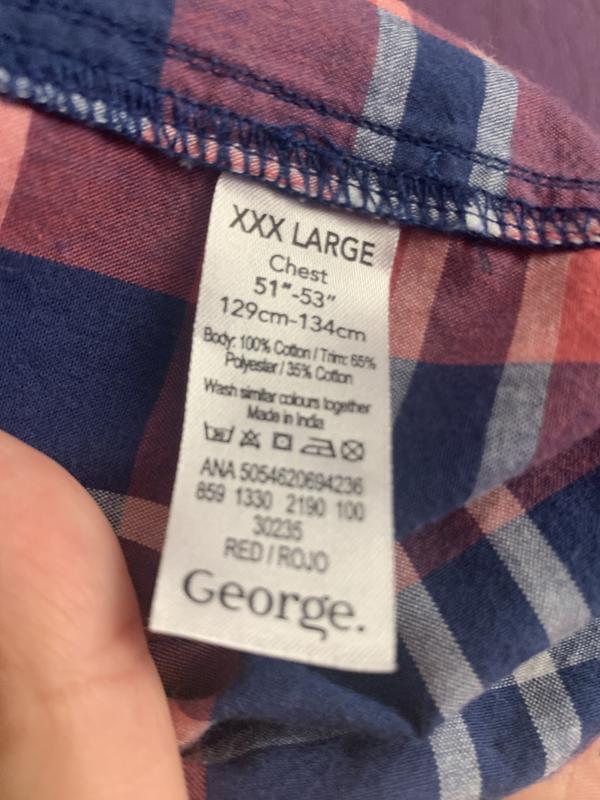 XXX LARGE
Chest
51"-53"
129cm-134cm
Body: 100% Cotton / Trim: 65%
Polyester / 35% Cotton
Wash similar colours together
Made in India
ANA 5054620694236
859 1330 2190 100
30235
RED / ROJO
George.